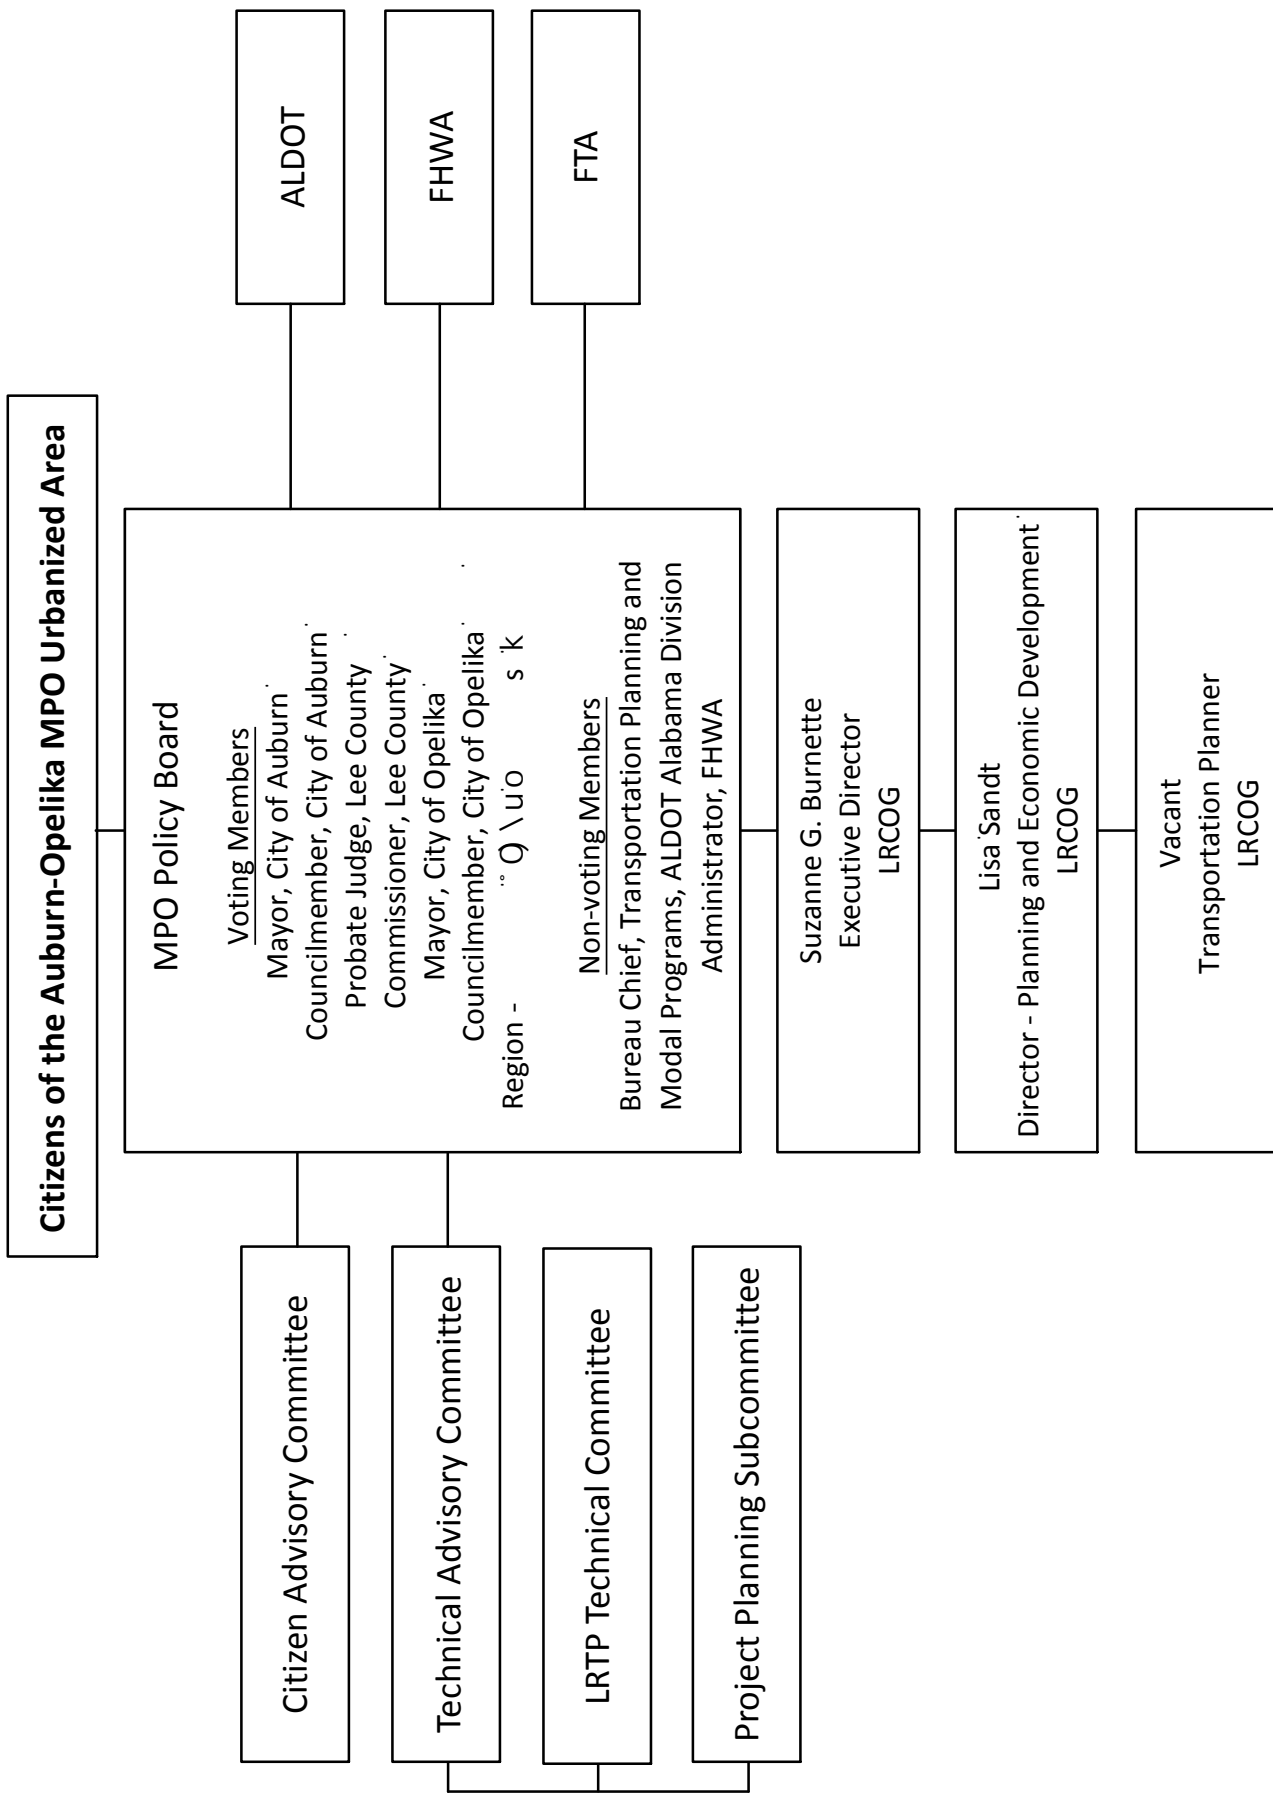 Citizens of the Auburn-Opelika MPO Urbanized Area
MPO Policy Board
Voting Members
Mayor, City of Auburn
Councilmember, City of Auburn
Probate Judge, Lee County
Commissioner, Lee County
Mayor, City of Opelika
Councilmember, City of Opelika
Region -
Non-voting Members
Bureau Chief, Transportation Planning and
Modal Programs, ALDOT Alabama Division
Administrator, FHWA
Citizen Advisory Committee
Technical Advisory Committee
LRTP Technical Committee
Project Planning Subcommittee
ALDOT
FHWA
FTA
Suzanne G. Burnette
Executive Director
LRCOG
Lisa Sandt
Director - Planning and Economic Development
LRCOG
Vacant
Transportation Planner
LRCOG